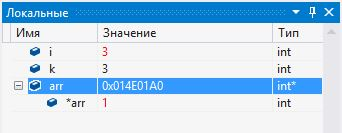 Локальные
Имя Значение Тип
i 3 int
k 3 int
arr 0x014E01A0 int*
*arr 1 int